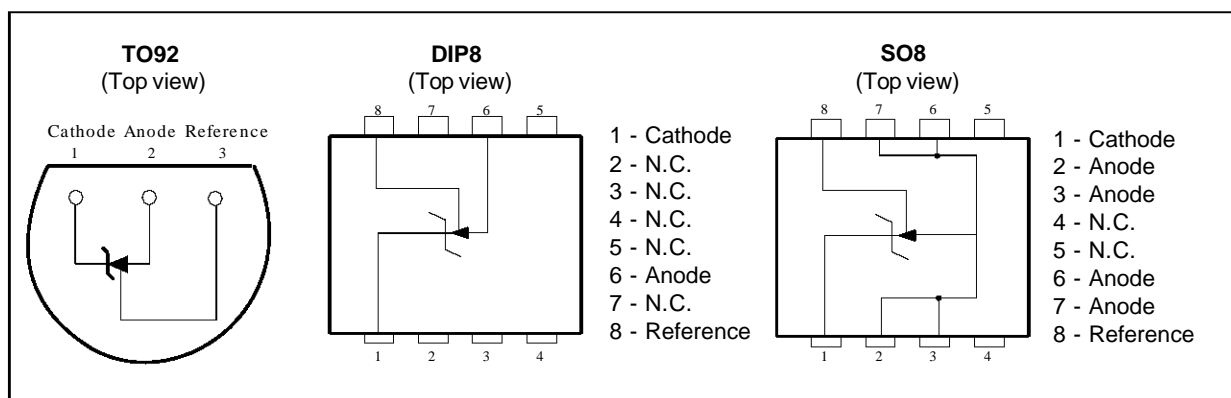 TO92
(Top view)
Cathode Anode Reference
1 2 3
DIP8
(Top view)
8 7 6 5
1 2 3 4
1 - Cathode
2 - N.C.
3 - N.C.
4 - N.C.
5 - N.C.
6 - Anode
7 - N.C.
8 - Reference
SO8
(Top view)
8 7 6 5
1 2 3 4
1 - Cathode
2 - Anode
3 - Anode
4 - N.C.
5 - N.C.
6 - Anode
7 - Anode
8 - Reference